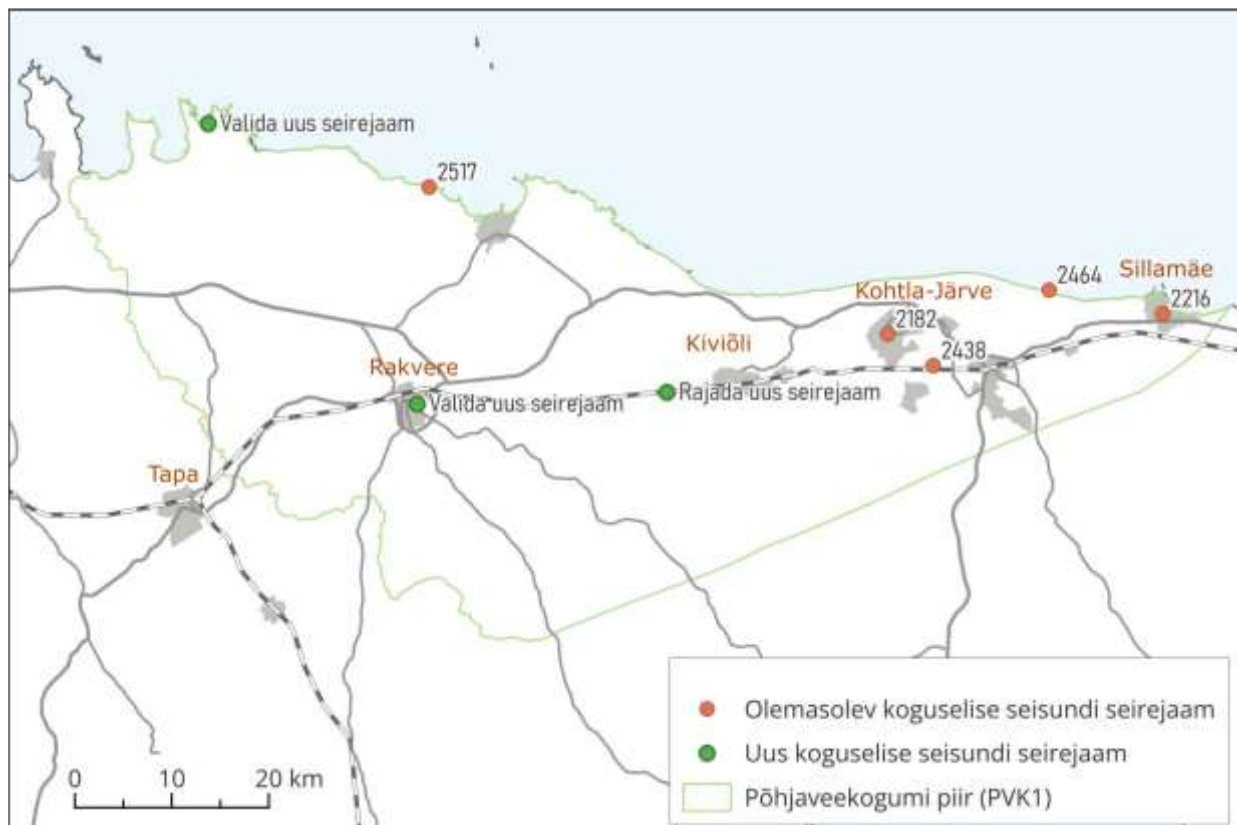 Valida uus seirejaam
2517
2464
Sillamäe
2216
Kohtla-Järve
2182
2438
Kiviõli
Rakvere
Rajada uus seirejaam
Valida uus seirejaam
Tapa
Olemasolev koguselise seisundi seirejaam
Uus koguselise seisundi seirejaam
Põhjaveekogumi piir (PVK1)
0 10 20 km